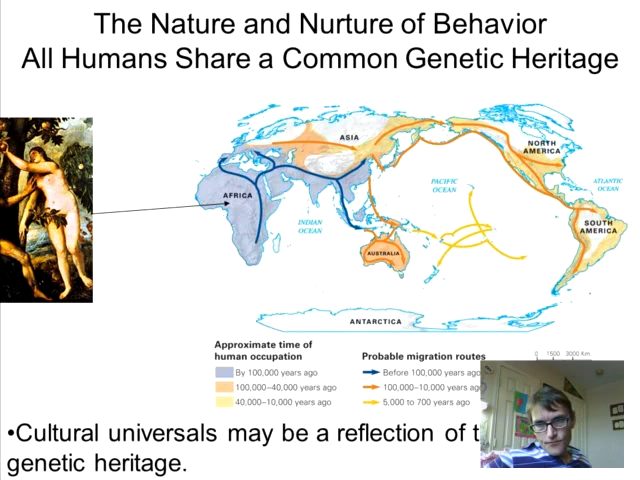 The Nature and Nurture of Behavior
All Humans Share a Common Genetic Heritage
ASIA
NORTH
AMERICA
AFRICA
PACIFIC
OCEAN
ATLANTIC
OCEAN
INDIAN
OCEAN
SOUTH
AMERICA
AUSTRALIA
ANTARCTICA
Approximate time of
human occupation
By 100,000 years ago
100,000–40,000 years ago
40,000–10,000 years ago
Probable migration routes
Before 100,000 years ago
100,000–10,000 years ago
5,000 to 700 years ago
0 1500 3000 Km.
•Cultural universals may be a reflection of
genetic heritage.